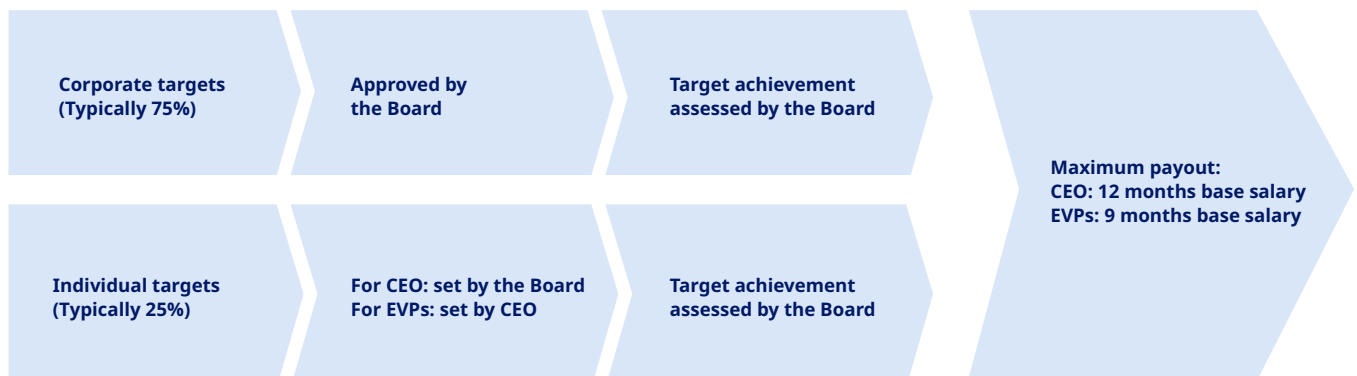 Corporate targets
(Typically 75%)
Approved by
the Board
Target achievement
assessed by the Board
Individual targets
(Typically 25%)
For CEO: set by the Board
For EVPs: set by CEO
Target achievement
assessed by the Board
Maximum payout:
CEO: 12 months base salary
EVPs: 9 months base salary